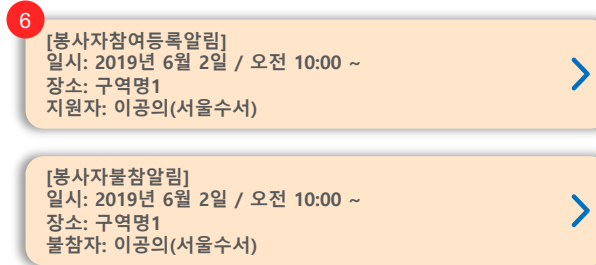 6
[봉사자참여등록알림]
일시: 2019년 6월 2일 / 오전 10:00 ~
장소: 구역명1
지원자: 이공의(서울수서)
[봉사자불참알림]
일시: 2019년 6월 2일 / 오전 10:00 ~
장소: 구역명1
불참자: 이공의(서울수서)